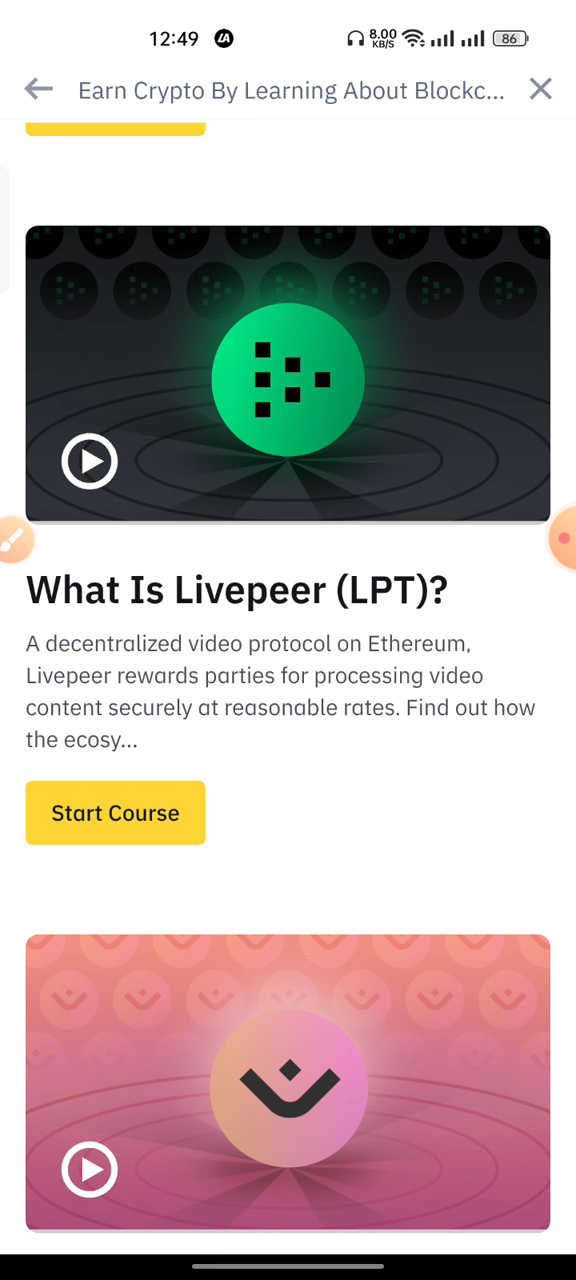 12:49
8.00
KB/S
86
Earn Crypto By Learning About Blockc...
What Is Livepeer (LPT)?
A decentralized video protocol on Ethereum,
Livepeer rewards parties for processing video
content securely at reasonable rates. Find out how
the ecosy...
Start Course